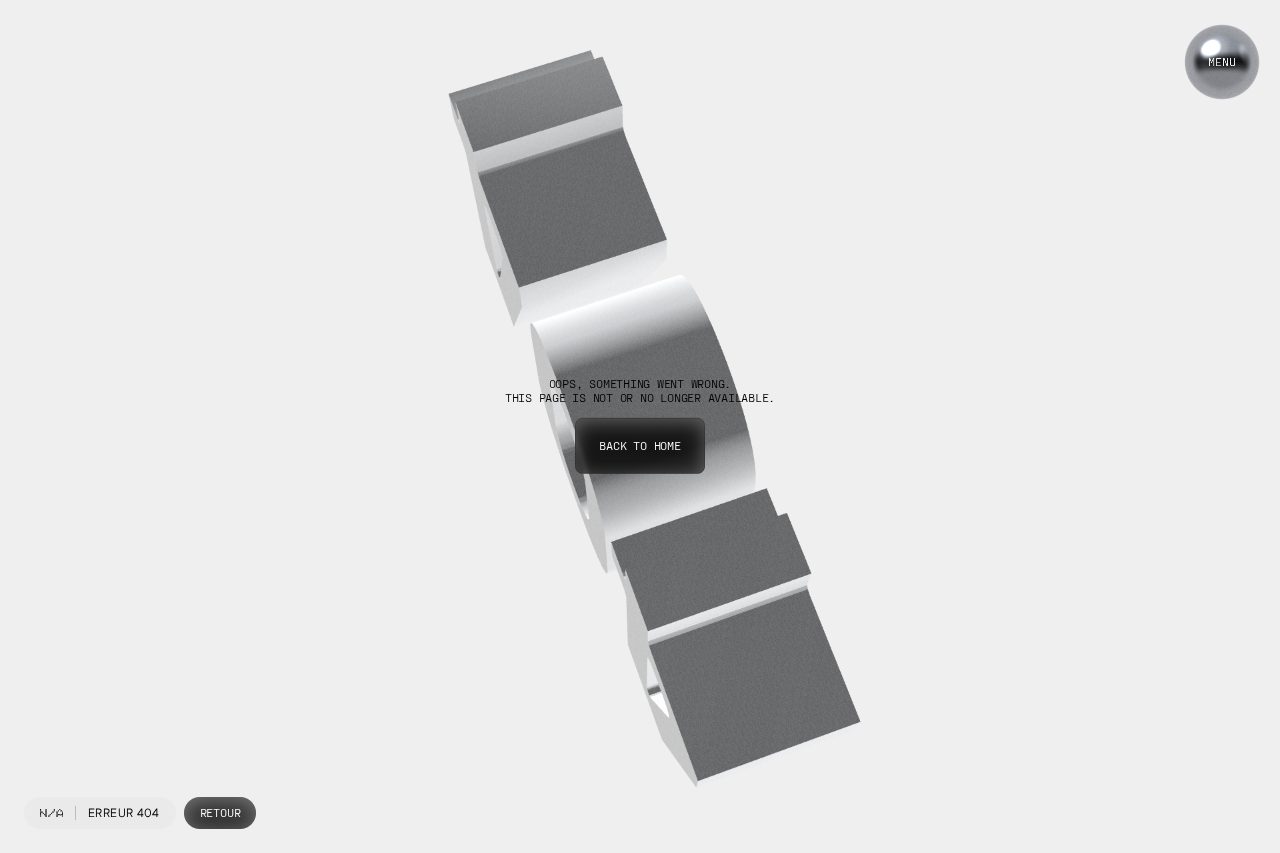 MENU
OOPS, SOMETHING WENT WRONG.
THIS PAGE IS NOT OR NO LONGER AVAILABLE.
BACK TO HOME
N/A
ERREUR 404
RETOUR